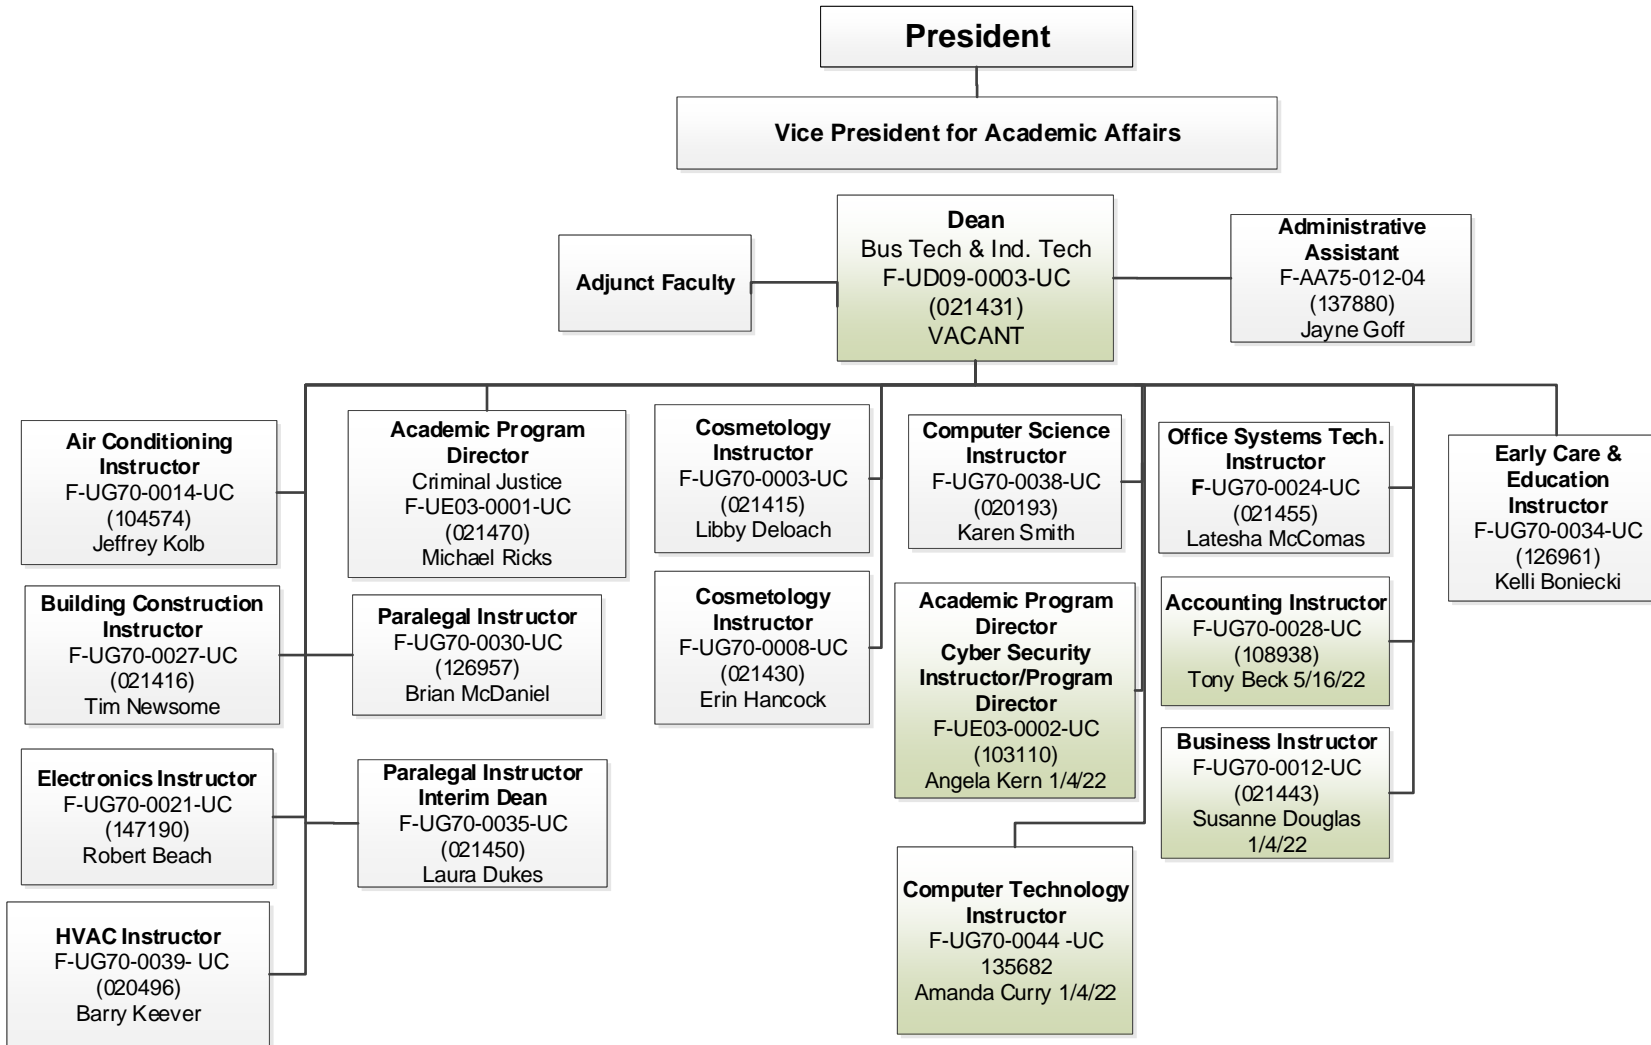 President
Vice President for Academic Affairs
Dean
Bus Tech & Ind. Tech
F-UD09-0003-UC
(021431)
VACANT
Adjunct Faculty
Administrative
Assistant
F-AA75-012-04
(137880)
Jayne Goff
Air Conditioning
Instructor
F-UG70-0014-UC
(104574)
Jeffrey Kolb
Academic Program
Director
Criminal Justice
F-UE03-0001-UC
(021470)
Michael Ricks
Cosmetology
Instructor
F-UG70-0003-UC
(021415)
Libby Deloach
Computer Science
Instructor
F-UG70-0038-UC
(020193)
Karen Smith
Office Systems Tech.
Instructor
F-UG70-0024-UC
(021455)
Latesha McComas
Early Care &
Education
Instructor
F-UG70-0034-UC
(126961)
Kelli Boniecki
Building Construction
Instructor
F-UG70-0027-UC
(021416)
Tim Newsome
Paralegal Instructor
F-UG70-0030-UC
(126957)
Brian McDaniel
Cosmetology
Instructor
F-UG70-0008-UC
(021430)
Erin Hancock
Academic Program
Director
Cyber Security
Instructor/Program
Director
F-UE03-0002-UC
(103110)
Angela Kern 1/4/22
Accounting Instructor
F-UG70-0028-UC
(108938)
Tony Beck 5/16/22
Electronics Instructor
F-UG70-0021-UC
(147190)
Robert Beach
Paralegal Instructor
Interim Dean
F-UG70-0035-UC
(021450)
Laura Dukes
Business Instructor
F-UG70-0012-UC
(021443)
Susanne Douglas
1/4/22
HVAC Instructor
F-UG70-0039- UC
(020496)
Barry Keever
Computer Technology
Instructor
F-UG70-0044 -UC
135682
Amanda Curry 1/4/22